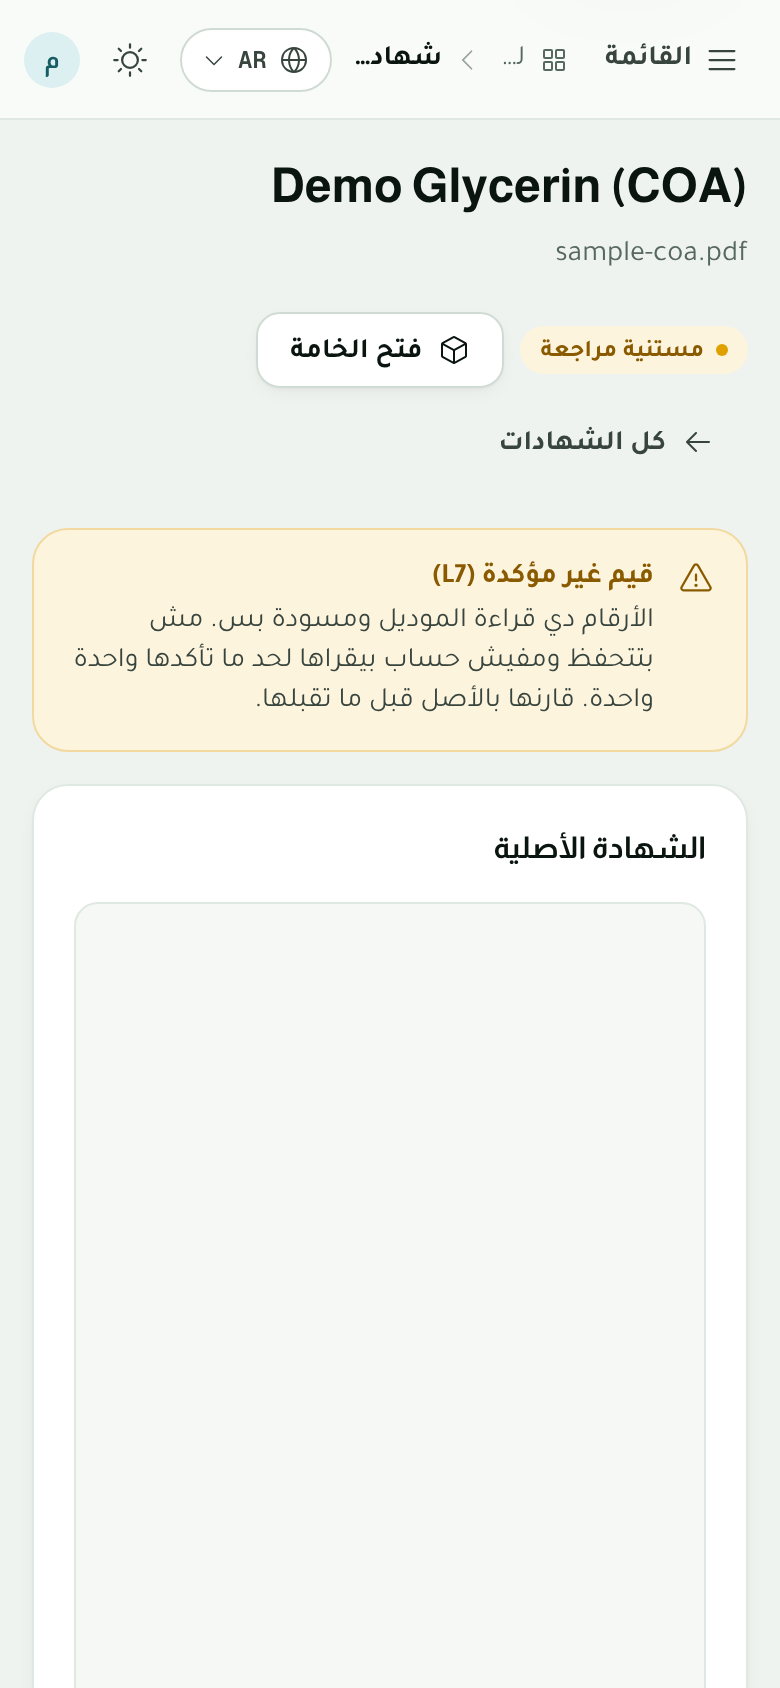 القائمة
لـ...
شهاد...
AR
م
Demo Glycerin (COA)
sample-coa.pdf
مستنية مراجعة
فتح الخامة
كل الشهادات
قيم غير مؤكدة (L7)
الأرقام دي قراءة الموديل ومسودة بس. مش
بتتحفظ ومفيش حساب بيقراها لحد ما تأكدها واحدة
واحدة. قارنها بالأصل قبل ما تقبلها.
الشهادة الأصلية